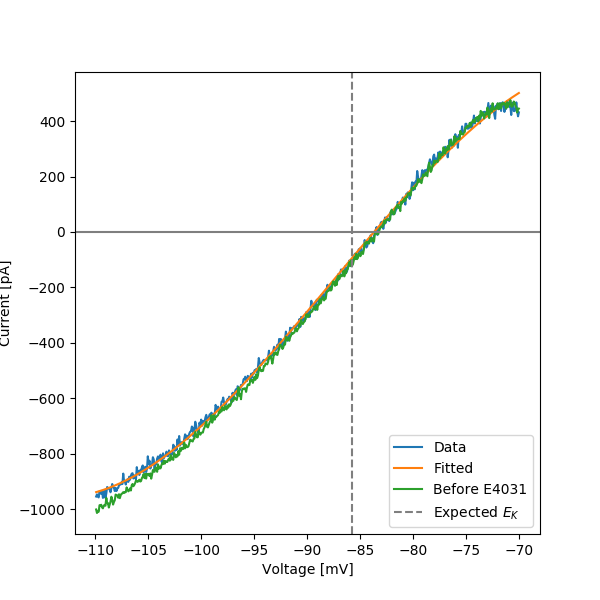 400
200
0
−200
−400
−600
−800
−1000
Current [pA]
−110
−105
−100
−95
−90
−85
−80
−75
−70
Voltage [mV]
Data
Fitted
Before E4031
Expected E_K